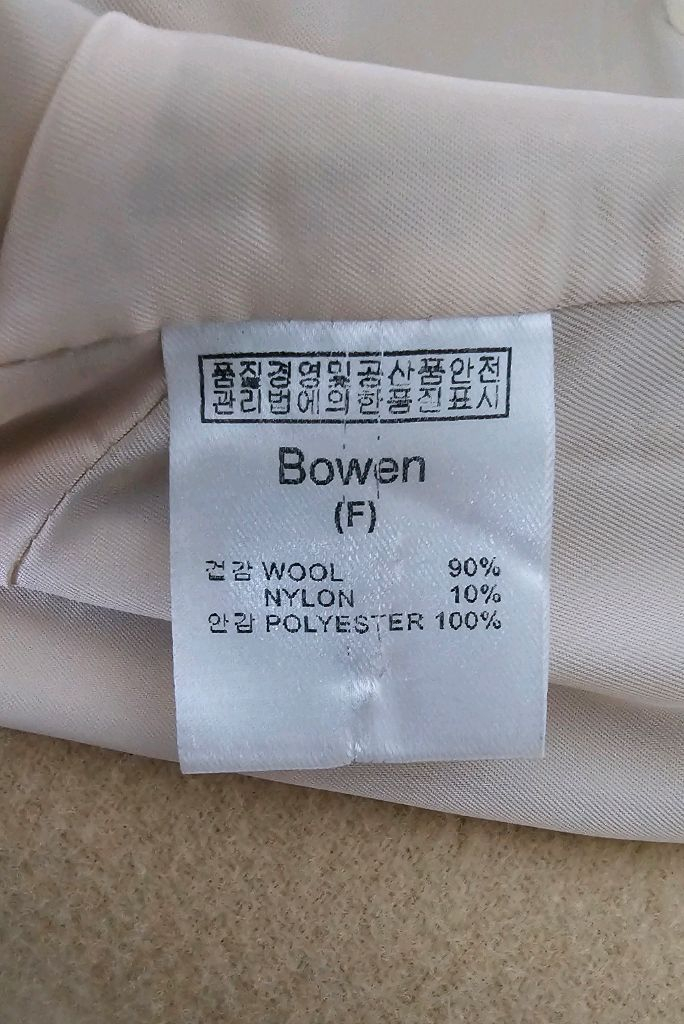 품질경영및공산품안전
관리법에의한품질표시
Bowen
(F)
겉감 WOOL 90%
NYLON 10%
안감 POLYESTER 100%